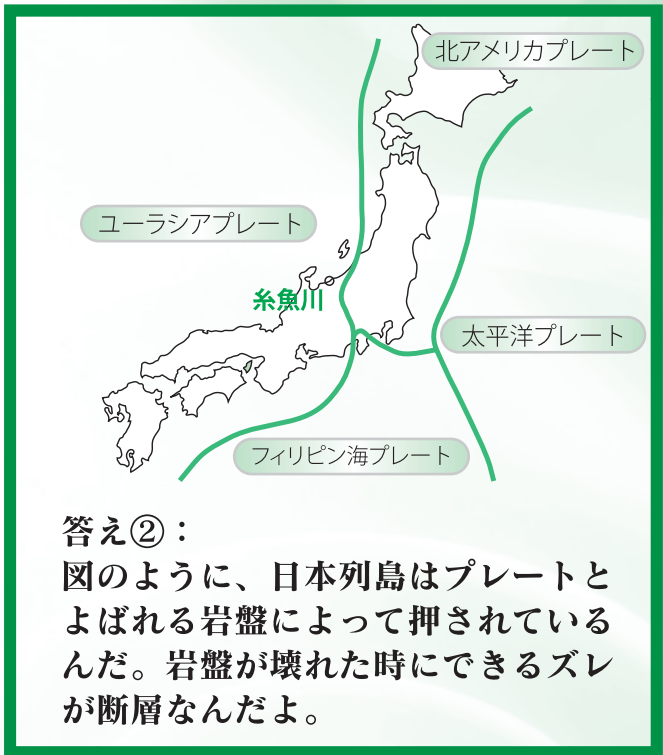 北アメリカプレート
ユーラシアプレート
糸魚川
太平洋プレート
フィリピン海プレート
答え②：
図のように、日本列島はプレートと
よばれる岩盤によって押されている
んだ。岩盤が壊れた時にできるズレ
が断層なんだよ。